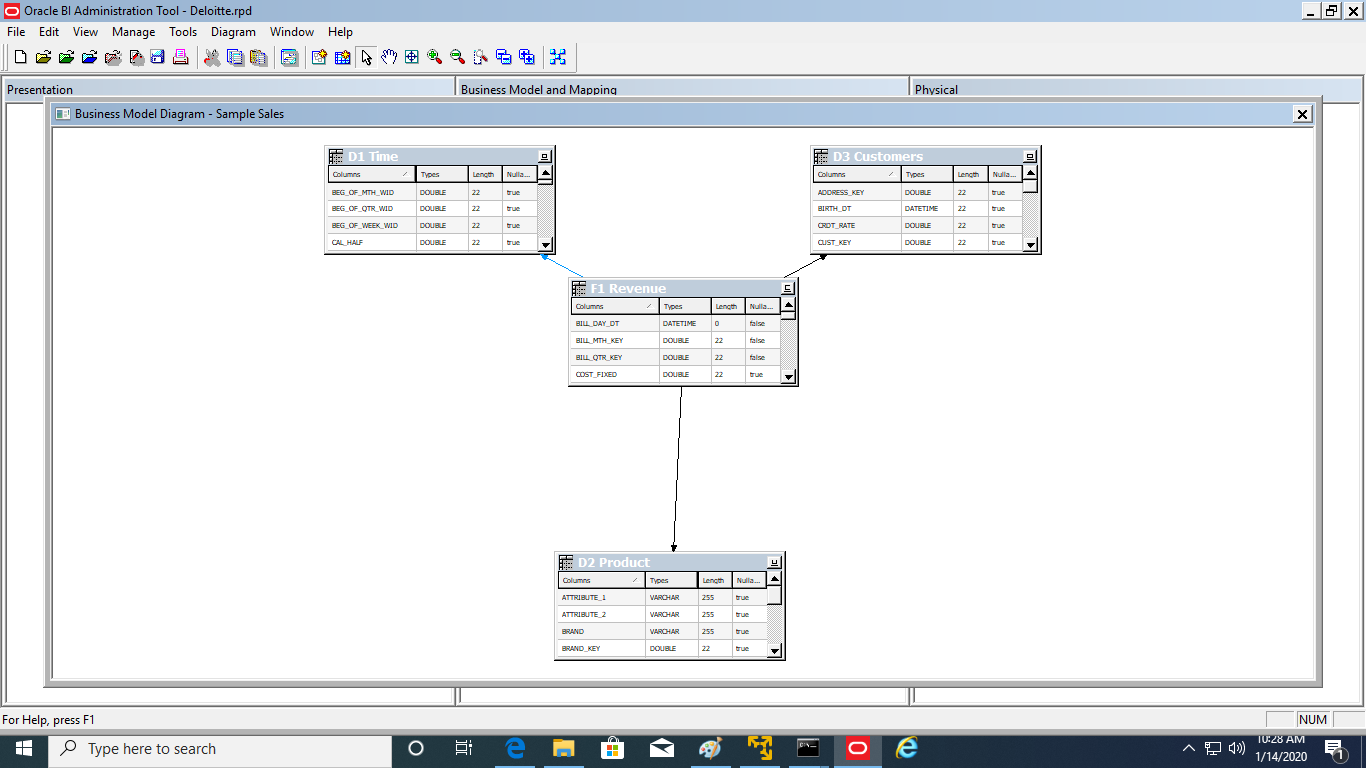 Oracle BI Administration Tool - Deloitte.rpd
File Edit View Manage Tools Diagram Window Help
Presentation Business Model and Mapping Physical
Business Model Diagram - Sample Sales
D1 Time
Columns Types Length Nulla...
BEG_OF_MTH_WID DOUBLE 22 true
BEG_OF_QTR_WID DOUBLE 22 true
BEG_OF_WEEK_WID DOUBLE 22 true
CAL_HALF DOUBLE 22 true
D3 Customers
Columns Types Length Nulla...
ADDRESS_KEY DOUBLE 22 true
BIRTH_DT DATETIME 22 true
CRDT_RATE DOUBLE 22 true
CUST_KEY DOUBLE 22 true
F1 Revenue
Columns Types Length Nulla...
BILL_DAY_DT DATETIME 0 false
BILL_MTH_KEY DOUBLE 22 false
BILL_QTR_KEY DOUBLE 22 false
COST_FIXED DOUBLE 22 true
D2 Product
Columns Types Length Nulla...
ATTRIBUTE_1 VARCHAR 255 true
ATTRIBUTE_2 VARCHAR 255 true
BRAND VARCHAR 255 true
BRAND_KEY DOUBLE 22 true
For Help, press F1
NUM
Type here to search
10:28 AM
1/14/2020
1